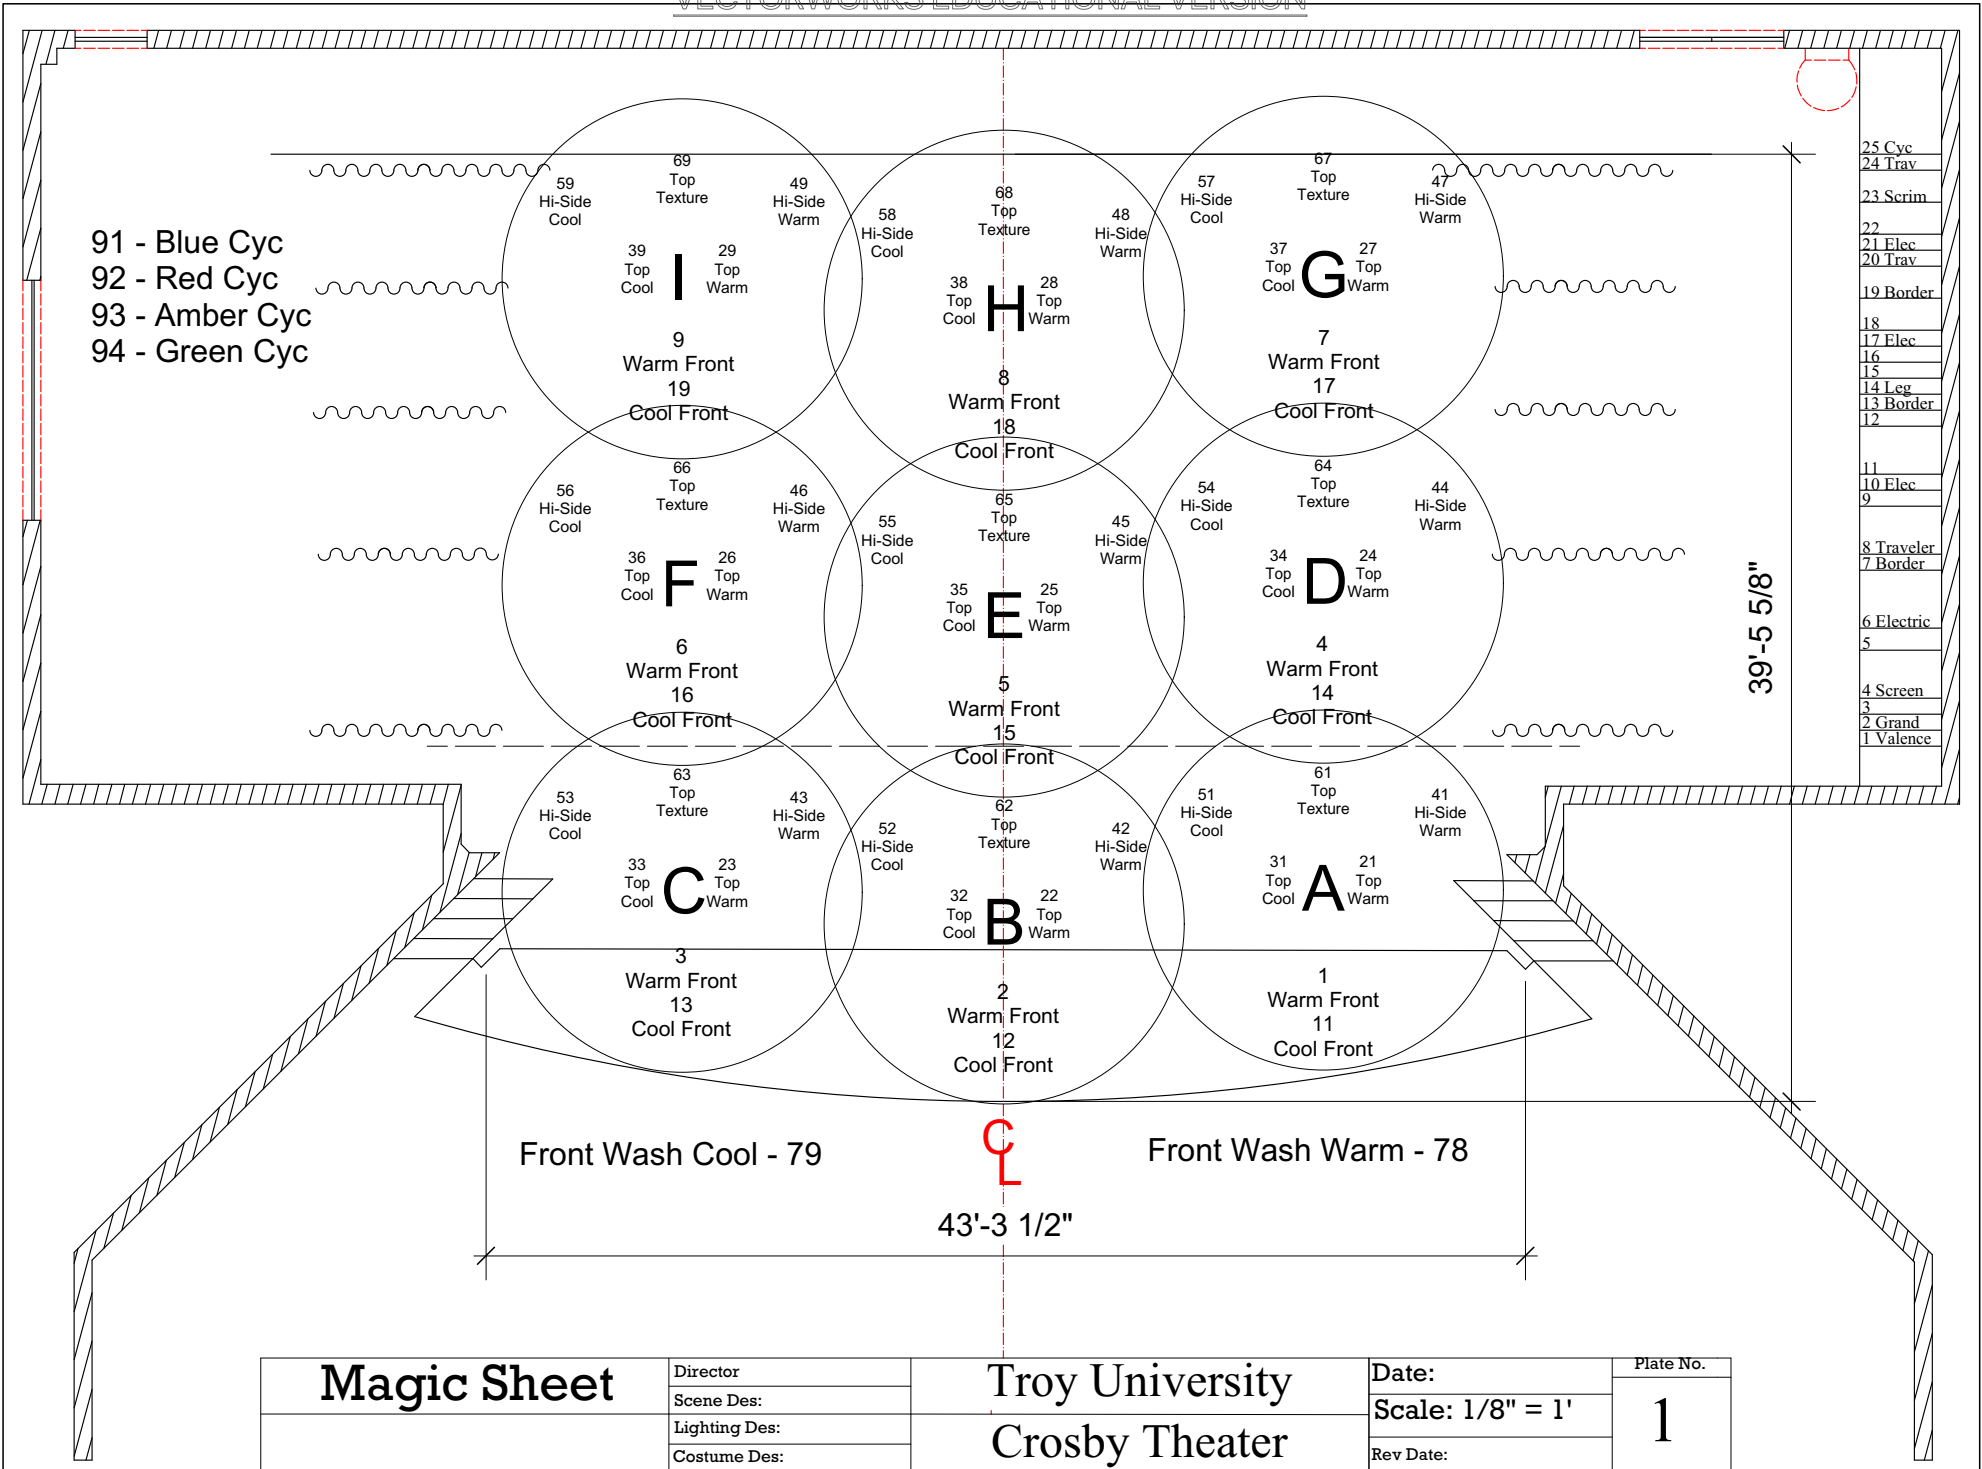 VECTORWORKS EDUCATIONAL VERSION
91 - Blue Cyc
92 - Red Cyc
93 - Amber Cyc
94 - Green Cyc
59
Hi-Side
Cool
69
Top
Texture
49
Hi-Side
Warm
39
Top
Cool
I
29
Top
Warm
9
Warm Front
19
Cool Front
58
Hi-Side
Cool
68
Top
Texture
48
Hi-Side
Warm
38
Top
Cool
H
28
Top
Warm
8
Warm Front
18
Cool Front
57
Hi-Side
Cool
67
Top
Texture
47
Hi-Side
Warm
37
Top
Cool
G
27
Top
Warm
7
Warm Front
17
Cool Front
56
Hi-Side
Cool
66
Top
Texture
46
Hi-Side
Warm
36
Top
Cool
F
26
Top
Warm
6
Warm Front
16
Cool Front
55
Hi-Side
Cool
65
Top
Texture
45
Hi-Side
Warm
35
Top
Cool
E
25
Top
Warm
5
Warm Front
15
Cool Front
54
Hi-Side
Cool
64
Top
Texture
44
Hi-Side
Warm
34
Top
Cool
D
24
Top
Warm
4
Warm Front
14
Cool Front
53
Hi-Side
Cool
63
Top
Texture
43
Hi-Side
Warm
33
Top
Cool
C
23
Top
Warm
3
Warm Front
13
Cool Front
52
Hi-Side
Cool
62
Top
Texture
42
Hi-Side
Warm
32
Top
Cool
B
22
Top
Warm
2
Warm Front
12
Cool Front
51
Hi-Side
Cool
61
Top
Texture
41
Hi-Side
Warm
31
Top
Cool
A
21
Top
Warm
1
Warm Front
11
Cool Front
25 Cyc
24 Trav
23 Scrim
22
21 Elec
20 Trav
19 Border
18
17 Elec
16
15
14 Leg
13 Border
12
11
10 Elec
9
8 Traveler
7 Border
6 Electric
5
4 Screen
3
2 Grand
1 Valence
39'-5 5/8"
Front Wash Cool - 79
CL
Front Wash Warm - 78
43'-3 1/2"
Magic Sheet
Director
Scene Des:
Lighting Des:
Costume Des:
Troy University
Crosby Theater
Date:
Scale: 1/8" = 1'
Rev Date:
Plate No.
1